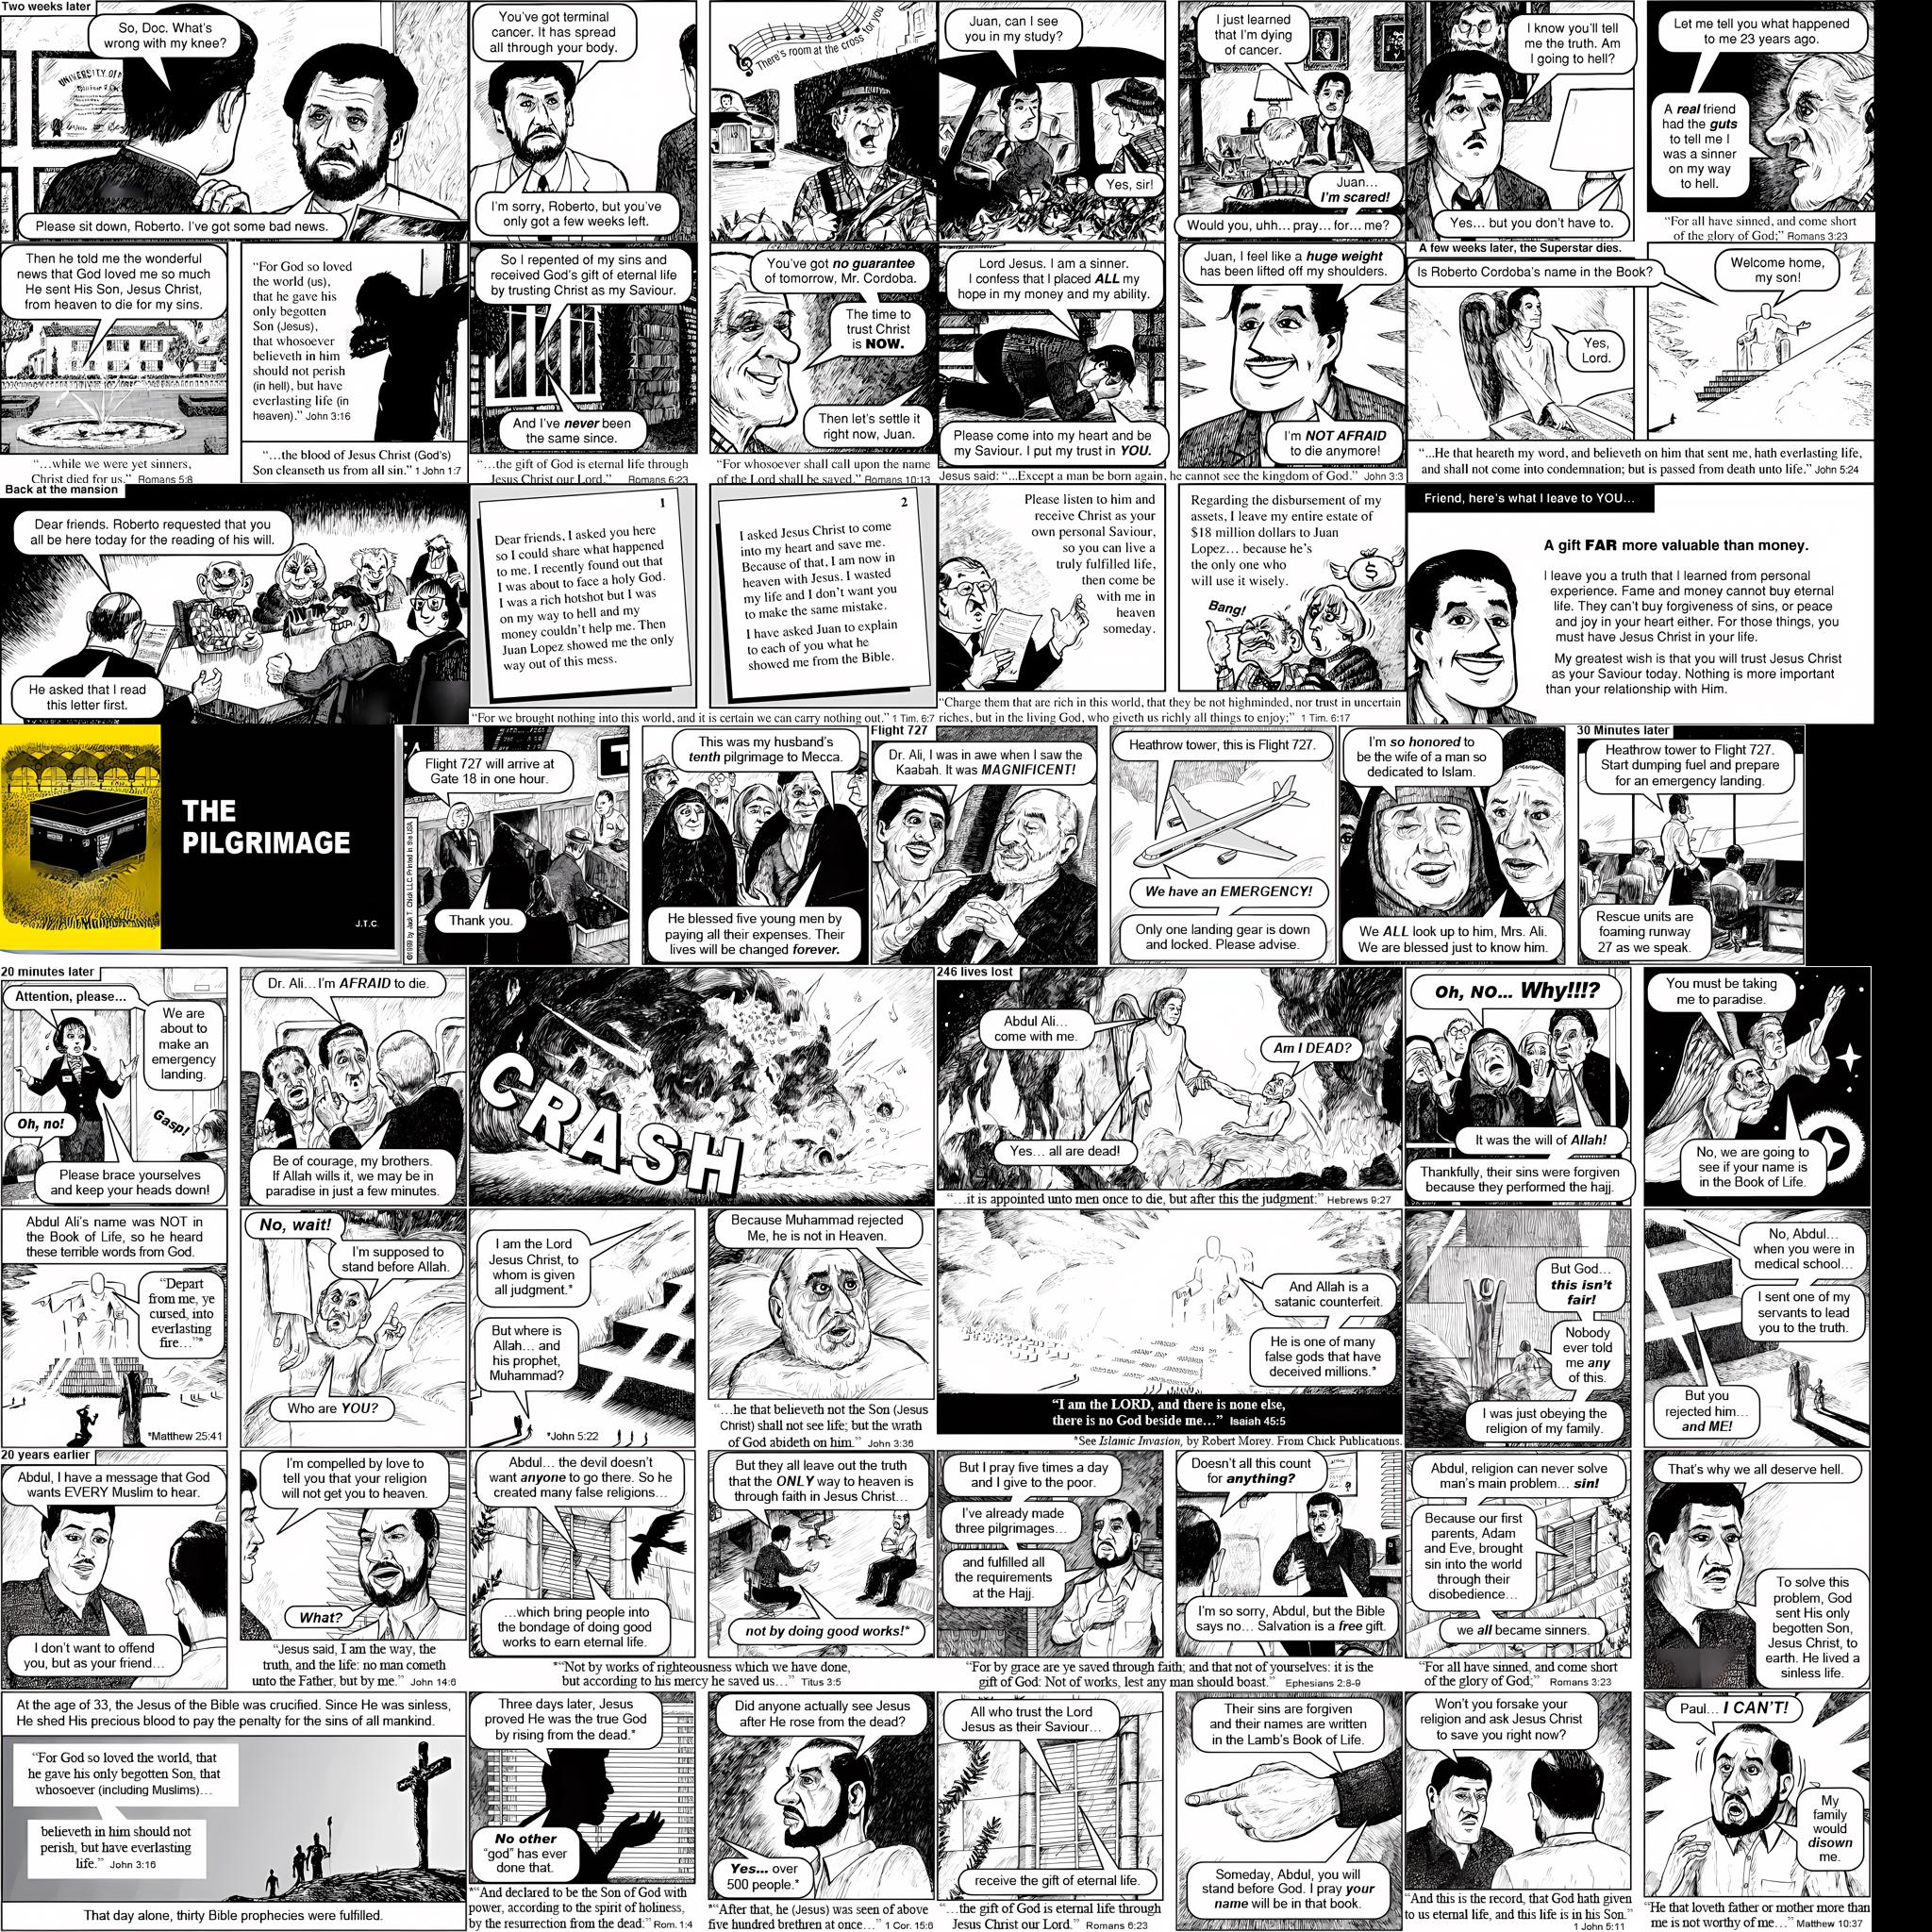 Two weeks later
So, Doc. What's
wrong with my knee?
UNIVERSITY OF
Please sit down, Roberto. I've got some bad news.
You've got terminal
cancer. It has spread
all through your body.
I'm sorry, Roberto, but you've
only got a few weeks left.
There's room at the cross for you
Juan, can I see
you in my study?
Yes, sir!
I just learned
that I'm dying
of cancer.
Juan...
I'm scared!
Would you, uhh... pray... for... me?
I know you'll tell
me the truth. Am
I going to hell?
Yes... but you don't have to.
Let me tell you what happened
to me 23 years ago.
A real friend
had the guts
to tell me I
was a sinner
on my way
to hell.
"For all have sinned, and come short
of the glory of God;" Romans 3:23
Then he told me the wonderful
news that God loved me so much
He sent His Son, Jesus Christ,
from heaven to die for my sins.
"...while we were yet sinners,
Christ died for us." Romans 5:8
"For God so loved
the world (us),
that he gave his
only begotten
Son (Jesus),
that whosoever
believeth in him
should not perish
(in hell), but have
everlasting life (in
heaven)." John 3:16
"...the blood of Jesus Christ (God's)
Son cleanseth us from all sin." 1 John 1:7
So I repented of my sins and
received God's gift of eternal life
by trusting Christ as my Saviour.
And I've never been
the same since.
"...the gift of God is eternal life through
Jesus Christ our Lord." Romans 6:23
You've got no guarantee
of tomorrow, Mr. Cordoba.
The time to
trust Christ
is NOW.
Then let's settle it
right now, Juan.
"For whosoever shall call upon the name
of the Lord shall be saved." Romans 10:13
Lord Jesus. I am a sinner.
I confess that I placed ALL my
hope in my money and my ability.
Please come into my heart and be
my Saviour. I put my trust in YOU.
Juan, I feel like a huge weight
has been lifted off my shoulders.
I'm NOT AFRAID
to die anymore!
Jesus said: "...Except a man be born again, he cannot see the kingdom of God." John 3:3
A few weeks later, the Superstar dies.
Is Roberto Cordoba's name in the Book?
Yes,
Lord.
Welcome home,
my son!
"...He that heareth my word, and believeth on him that sent me, hath everlasting life,
and shall not come into condemnation; but is passed from death unto life." John 5:24
Back at the mansion
Dear friends. Roberto requested that you
all be here today for the reading of his will.
He asked that I read
this letter first.
1
Dear friends, I asked you here
so I could share what happened
to me. I recently found out that
I was about to face a holy God.
I was a rich hotshot but I was
on my way to hell and my
money couldn't help me. Then
Juan Lopez showed me the only
way out of this mess.
2
I asked Jesus Christ to come
into my heart and save me.
Because of that, I am now in
heaven with Jesus. I wasted
my life and I don't want you
to make the same mistake.
I have asked Juan to explain
to each of you what he
showed me from the Bible.
"For we brought nothing into this world, and it is certain we can carry nothing out." 1 Tim. 6:7
Please listen to him and
receive Christ as your
own personal Saviour,
so you can live a
truly fulfilled life,
then come be
with me in
heaven
someday.
Regarding the disbursement of my
assets, I leave my entire estate of
$18 million dollars to Juan
Lopez... because he's
the only one who
will use it wisely.
$
Bang!
"Charge them that are rich in this world, that they be not highminded, nor trust in uncertain
riches, but in the living God, who giveth us richly all things to enjoy;" 1 Tim. 6:17
Friend, here's what I leave to YOU...
A gift FAR more valuable than money.
I leave you a truth that I learned from personal
experience. Fame and money cannot buy eternal
life. They can't buy forgiveness of sins, or peace
and joy in your heart either. For those things, you
must have Jesus Christ in your life.
My greatest wish is that you will trust Jesus Christ
as your Saviour today. Nothing is more important
than your relationship with Him.
THE
PILGRIMAGE
J.T.C.
©1999 by Jack T. Chick LLC Printed in the USA
Flight 727 will arrive at
Gate 18 in one hour.
T
Thank you.
This was my husband's
tenth pilgrimage to Mecca.
He blessed five young men by
paying all their expenses. Their
lives will be changed forever.
Flight 727
Dr. Ali, I was in awe when I saw the
Kaabah. It was MAGNIFICENT!
Heathrow tower, this is Flight 727.
We have an EMERGENCY!
Only one landing gear is down
and locked. Please advise.
I'm so honored to
be the wife of a man so
dedicated to Islam.
We ALL look up to him, Mrs. Ali.
We are blessed just to know him.
30 Minutes later
Heathrow tower to Flight 727.
Start dumping fuel and prepare
for an emergency landing.
Rescue units are
foaming runway
27 as we speak.
20 minutes later
Attention, please...
We are
about to
make an
emergency
landing.
Oh, no!
Gasp!
Please brace yourselves
and keep your heads down!
Dr. Ali...I'm AFRAID to die.
Be of courage, my brothers.
If Allah wills it, we may be in
paradise in just a few minutes.
CRASH
246 lives lost
Abdul Ali...
come with me.
Am I DEAD?
Yes... all are dead!
"...it is appointed unto men once to die, but after this the judgment:" Hebrews 9:27
Oh, NO... Why!!!?
It was the will of Allah!
Thankfully, their sins were forgiven
because they performed the hajj.
You must be taking
me to paradise.
No, we are going to
see if your name is
in the Book of Life.
Abdul Ali's name was NOT in
the Book of Life, so he heard
these terrible words from God.
"Depart
from me, ye
cursed, into
everlasting
fire..."*
*Matthew 25:41
No, wait!
I'm supposed to
stand before Allah.
Who are YOU?
I am the Lord
Jesus Christ, to
whom is given
all judgment.*
But where is
Allah... and
his prophet,
Muhammad?
*John 5:22
Because Muhammad rejected
Me, he is not in Heaven.
"...he that believeth not the Son (Jesus
Christ) shall not see life; but the wrath
of God abideth on him." John 3:36
And Allah is a
satanic counterfeit.
He is one of many
false gods that have
deceived millions.*
"I am the LORD, and there is none else,
there is no God beside me..." Isaiah 45:5
*See Islamic Invasion, by Robert Morey. From Chick Publications.
But God...
this isn't
fair!
Nobody
ever told
me any
of this.
I was just obeying the
religion of my family.
No, Abdul...
when you were in
medical school...
I sent one of my
servants to lead
you to the truth.
But you
rejected him...
and ME!
20 years earlier
Abdul, I have a message that God
wants EVERY Muslim to hear.
I don't want to offend
you, but as your friend...
I'm compelled by love to
tell you that your religion
will not get you to heaven.
What?
"Jesus said, I am the way, the
truth, and the life: no man cometh
unto the Father, but by me." John 14:6
Abdul... the devil doesn't
want anyone to go there. So he
created many false religions...
...which bring people into
the bondage of doing good
works to earn eternal life.
But they all leave out the truth
that the ONLY way to heaven is
through faith in Jesus Christ...
not by doing good works!*
*"Not by works of righteousness which we have done,
but according to his mercy he saved us..." Titus 3:5
But I pray five times a day
and I give to the poor.
I've already made
three pilgrimages...
and fulfilled all
the requirements
at the Hajj.
Doesn't all this count
for anything?
I'm so sorry, Abdul, but the Bible
says no... Salvation is a free gift.
"For by grace are ye saved through faith; and that not of yourselves: it is the
gift of God: Not of works, lest any man should boast." Ephesians 2:8-9
Abdul, religion can never solve
man's main problem... sin!
Because our first
parents, Adam
and Eve, brought
sin into the world
through their
disobedience...
we all became sinners.
"For all have sinned, and come short
of the glory of God;" Romans 3:23
That's why we all deserve hell.
To solve this
problem, God
sent His only
begotten Son,
Jesus Christ, to
earth. He lived a
sinless life.
At the age of 33, the Jesus of the Bible was crucified. Since He was sinless,
He shed His precious blood to pay the penalty for the sins of all mankind.
"For God so loved the world, that
he gave his only begotten Son, that
whosoever (including Muslims)...
believeth in him should not
perish, but have everlasting
life." John 3:16
That day alone, thirty Bible prophecies were fulfilled.
Three days later, Jesus
proved He was the true God
by rising from the dead.*
No other
"god" has ever
done that.
*"And declared to be the Son of God with
power, according to the spirit of holiness,
by the resurrection from the dead:" Rom. 1:4
Did anyone actually see Jesus
after He rose from the dead?
Yes... over
500 people.*
*"After that, he (Jesus) was seen of above
five hundred brethren at once..." 1 Cor. 15:6
All who trust the Lord
Jesus as their Saviour...
receive the gift of eternal life.
"...the gift of God is eternal life through
Jesus Christ our Lord." Romans 6:23
Their sins are forgiven
and their names are written
in the Lamb's Book of Life.
Someday, Abdul, you will
stand before God. I pray your
name will be in that book.
Won't you forsake your
religion and ask Jesus Christ
to save you right now?
"And this is the record, that God hath given
to us eternal life, and this life is in his Son."
1 John 5:11
Paul... I CAN'T!
My
family
would
disown
me.
"He that loveth father or mother more than
me is not worthy of me..." Matthew 10:37